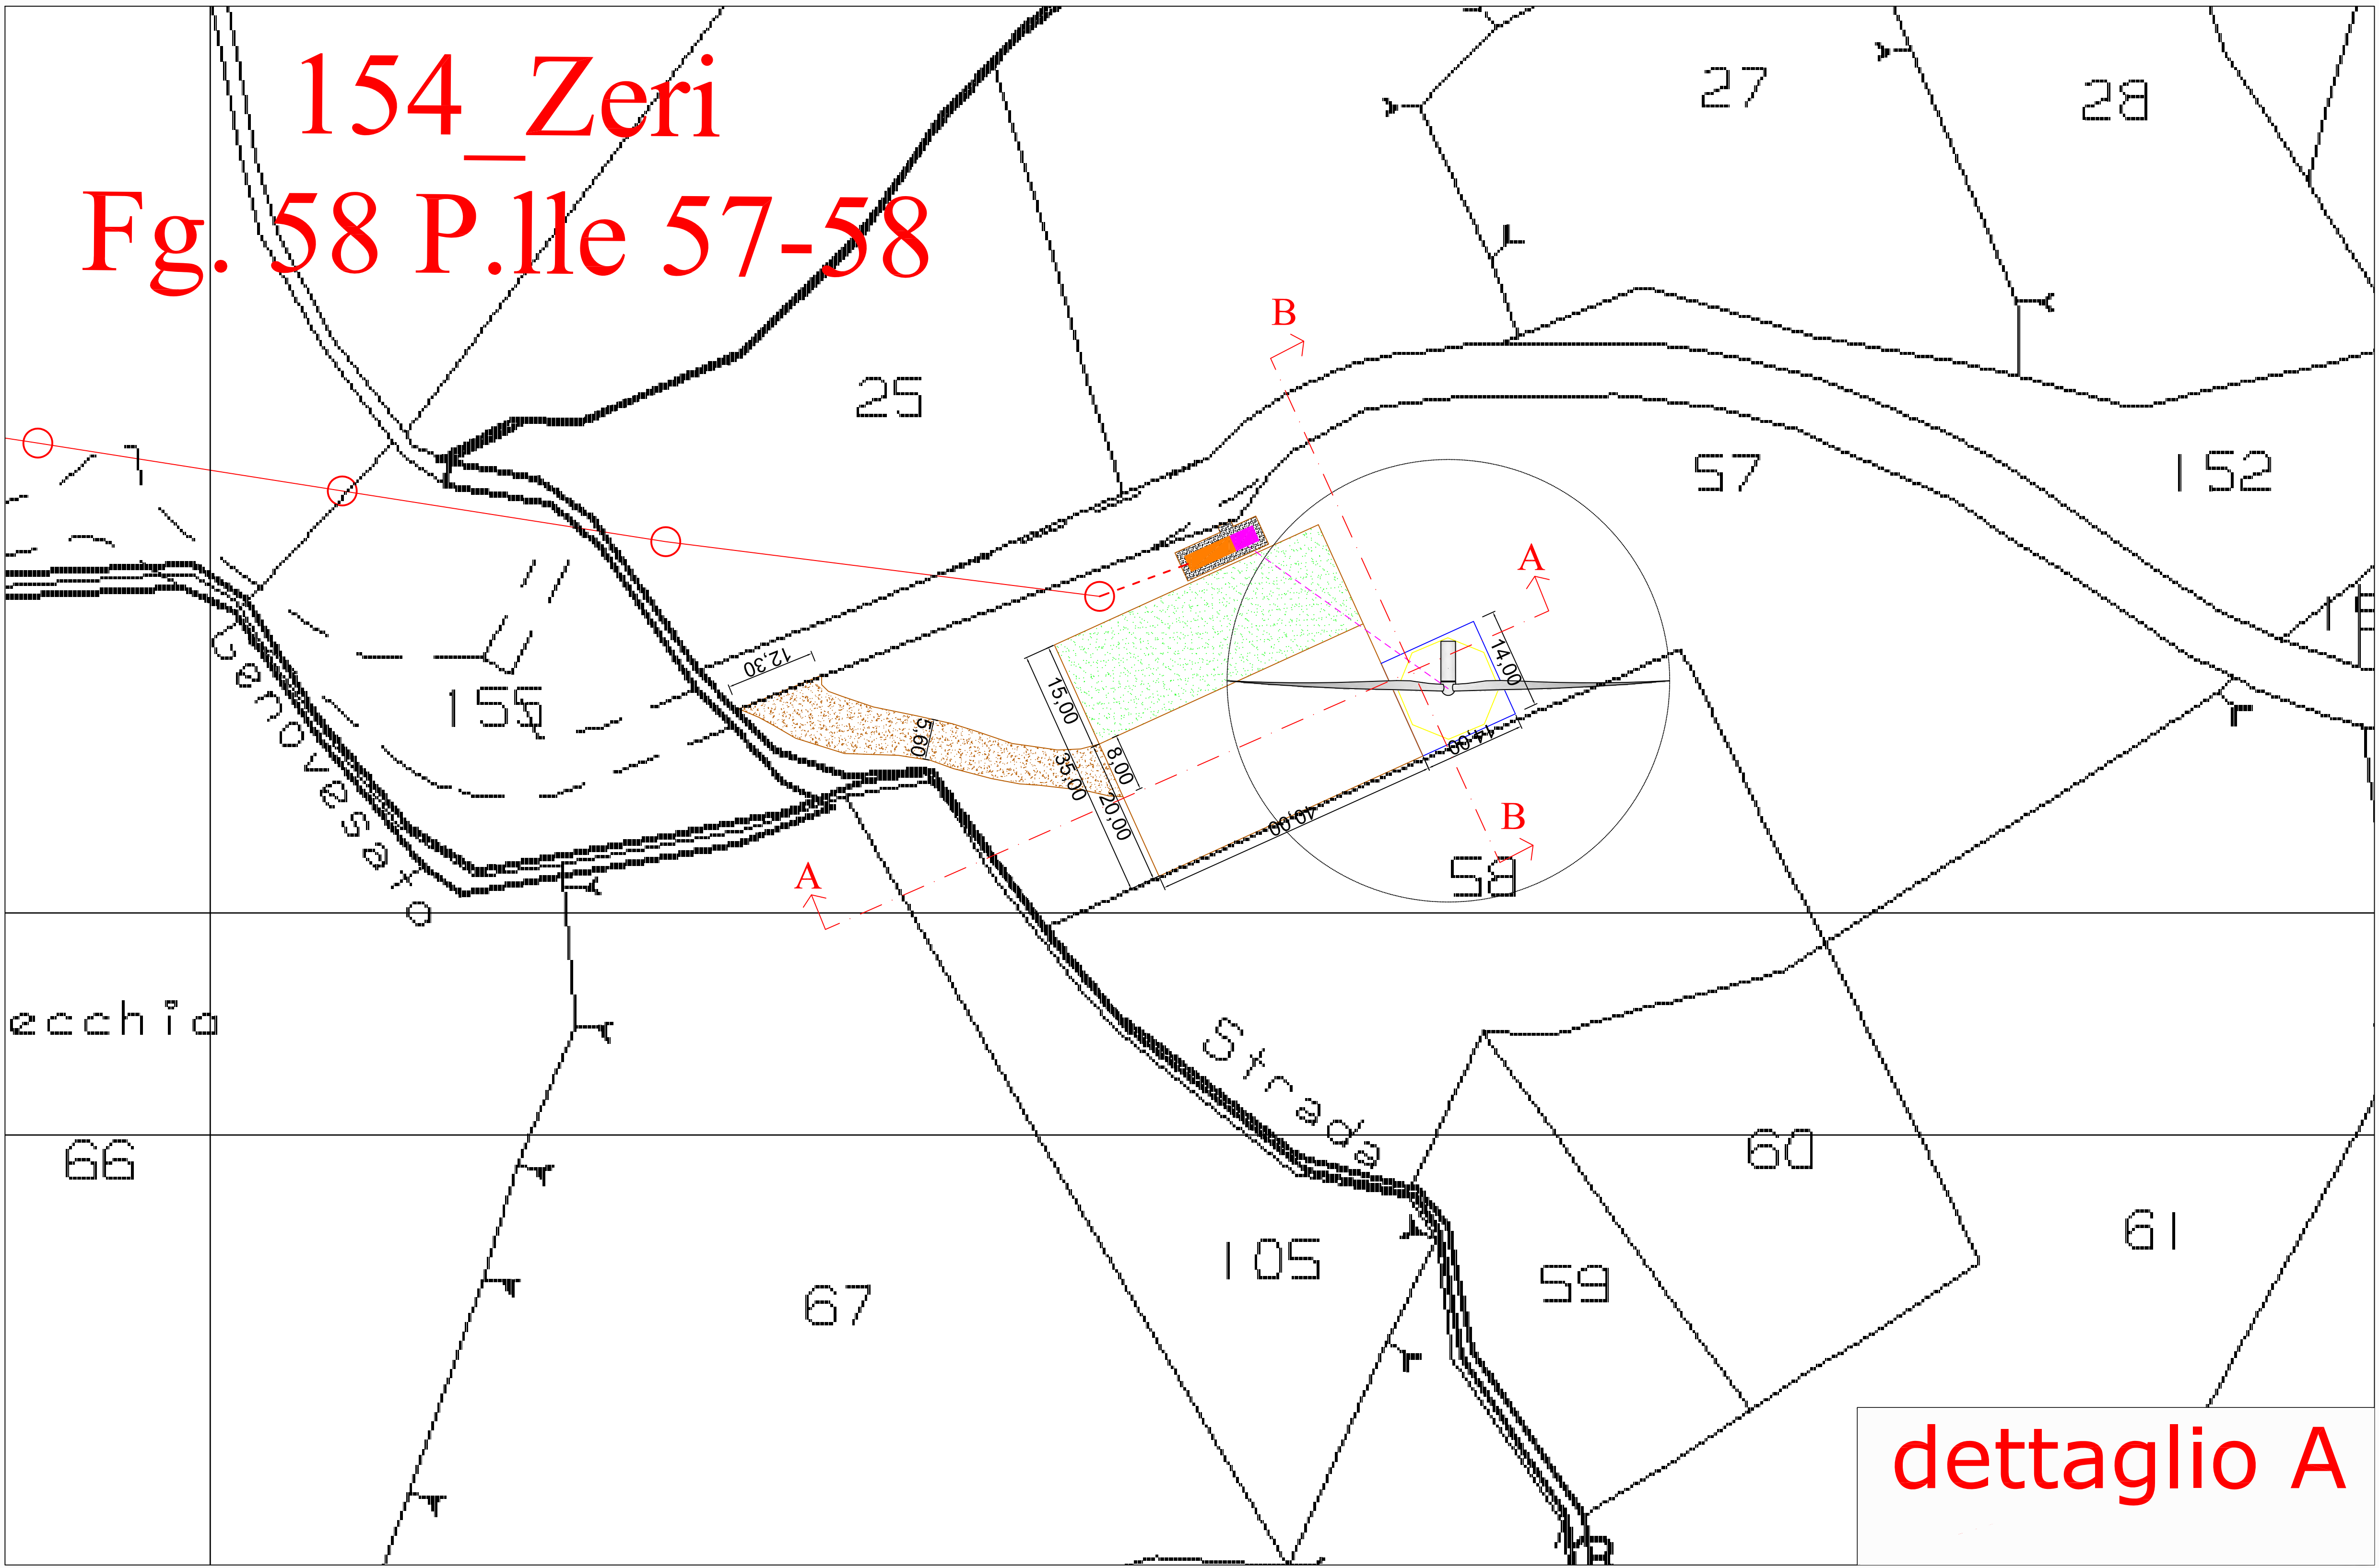 154_Zeri
Fg. 58 P.lle 57-58
27
28
25
57
152
B
A
12,30
155
14,00
15,00
5,60
8,00
35,00
20,00
14,00
40,00
B
58
A
Genovesa
ecchia
Strada
66
60
61
105
59
67
dettaglio A